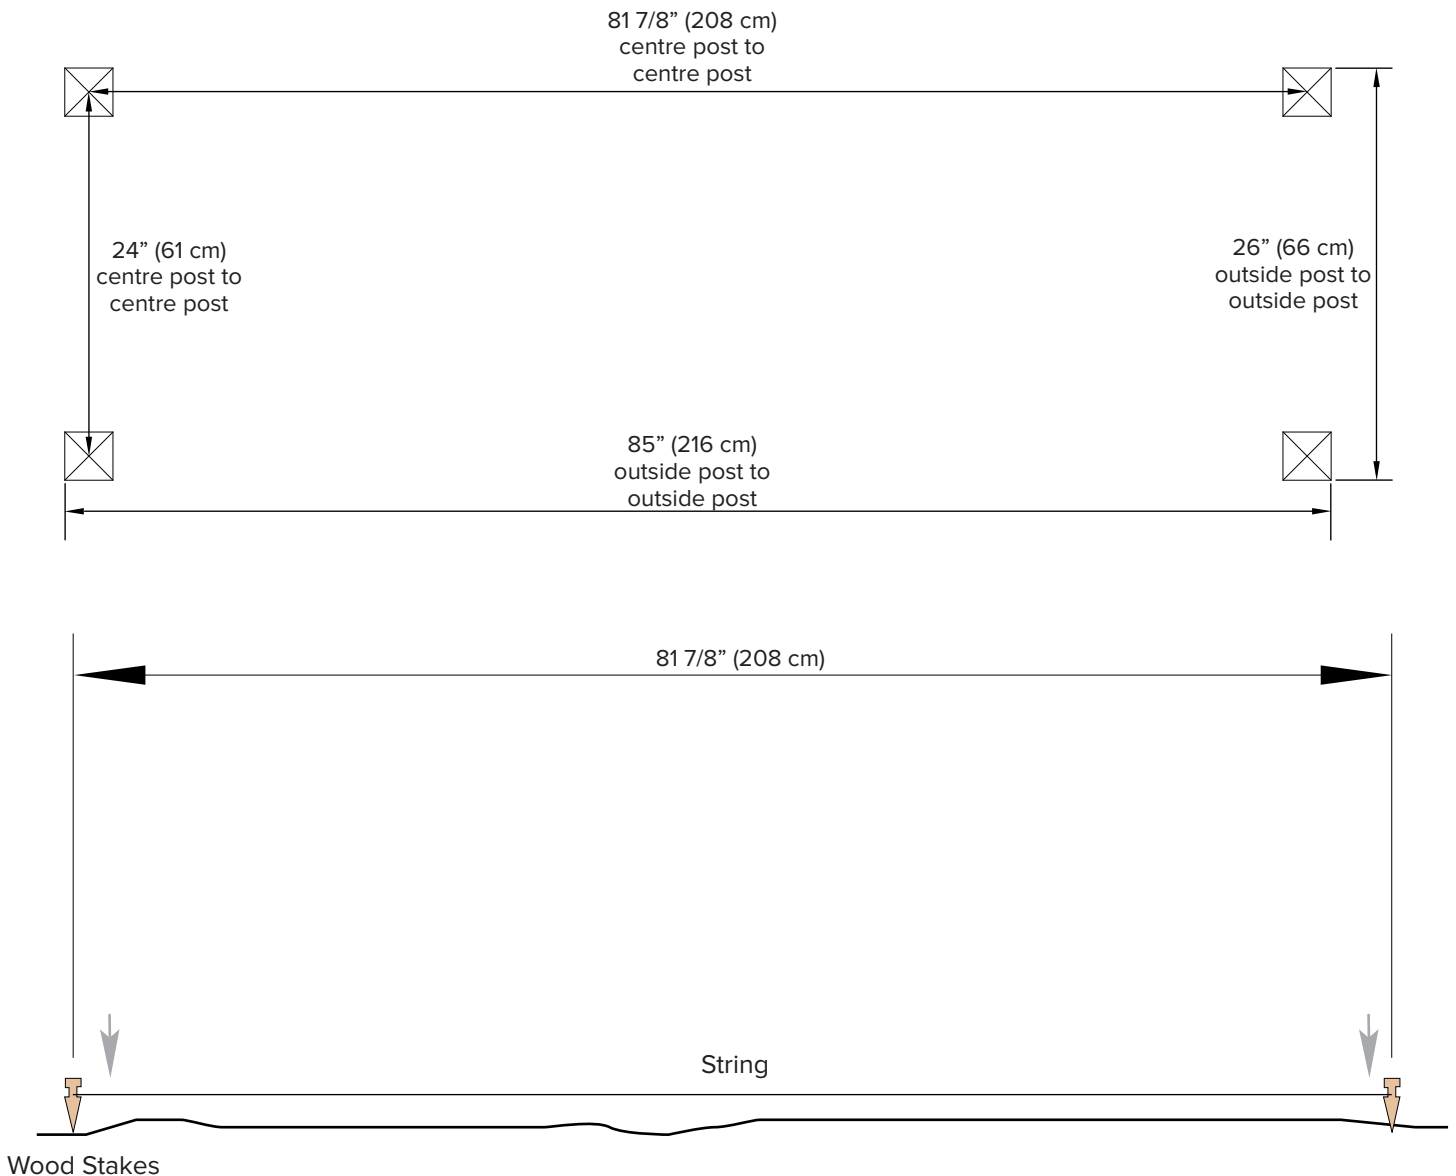 81 7/8” (208 cm)
centre post to
centre post
24” (61 cm)
centre post to
centre post
26” (66 cm)
outside post to
outside post
85” (216 cm)
outside post to
outside post
81 7/8” (208 cm)
String
Wood Stakes